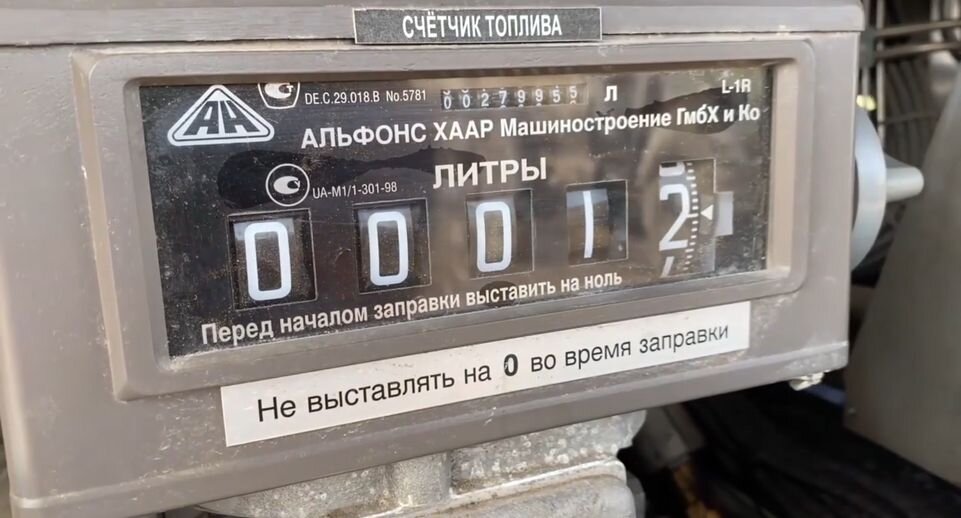 СЧЁТЧИК ТОПЛИВА
DE.C.29.018.B No.5781 00279955 Л L-1R
АН
АЛЬФОНС ХААР Машиностроение ГмбХ и Ко
UA-M1/1-301-98 ЛИТРЫ
0 0 0 1 2
Перед началом заправки выставить на ноль
Не выставлять на 0 во время заправки